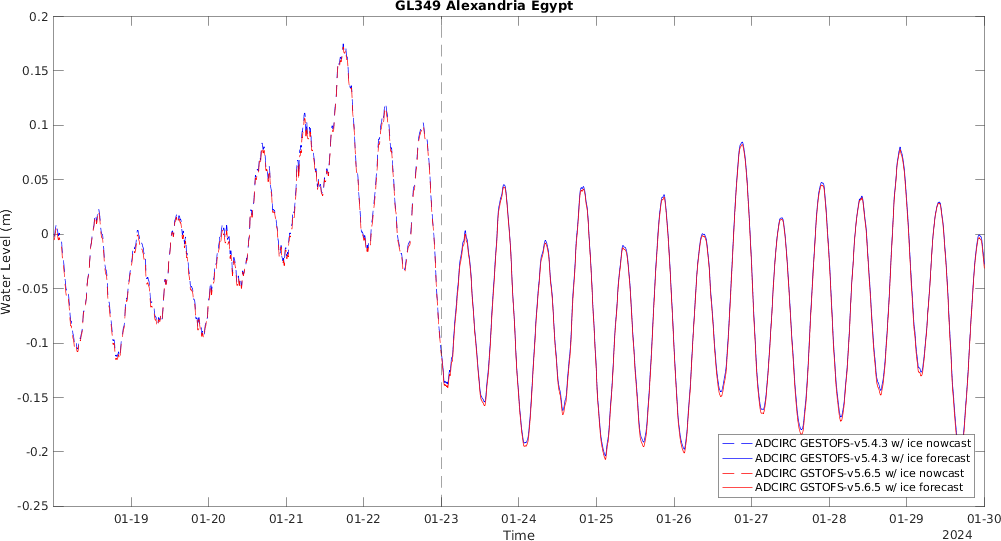 GL349 Alexandria Egypt
Water Level (m)
0.2
0.15
0.1
0.05
0
-0.05
-0.1
-0.15
-0.2
-0.25
ADCIRC GESTOFS-v5.4.3 w/ ice nowcast
ADCIRC GESTOFS-v5.4.3 w/ ice forecast
ADCIRC GSTOFS-v5.6.5 w/ ice nowcast
ADCIRC GSTOFS-v5.6.5 w/ ice forecast
01-19 01-20 01-21 01-22 01-23 01-24 01-25 01-26 01-27 01-28 01-29 01-30
Time
2024